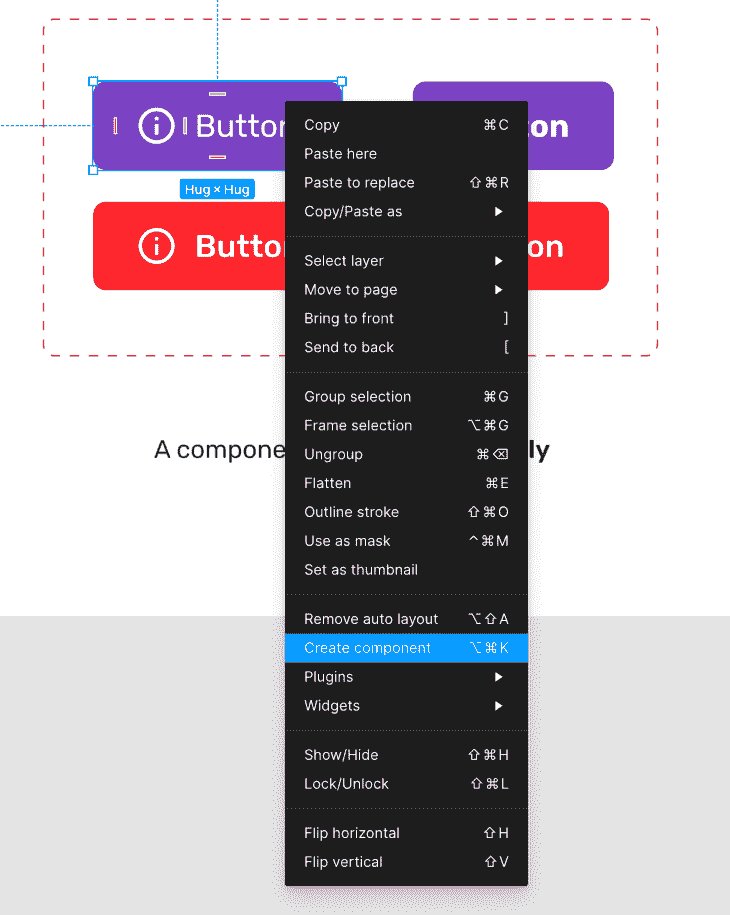 Button
ton
Hug × Hug
Button
on
A compone
ly
Copy ⌘C
Paste here
Paste to replace ⇧⌘R
Copy/Paste as ▶
Select layer ▶
Move to page ▶
Bring to front ]
Send to back [
Group selection ⌘G
Frame selection ⌥⌘G
Ungroup ⌘⌫
Flatten ⌘E
Outline stroke ⇧⌘O
Use as mask ^⌘M
Set as thumbnail
Remove auto layout ⌥⇧A
Create component ⌥⌘K
Plugins ▶
Widgets ▶
Show/Hide ⇧⌘H
Lock/Unlock ⇧⌘L
Flip horizontal ⇧H
Flip vertical ⇧V